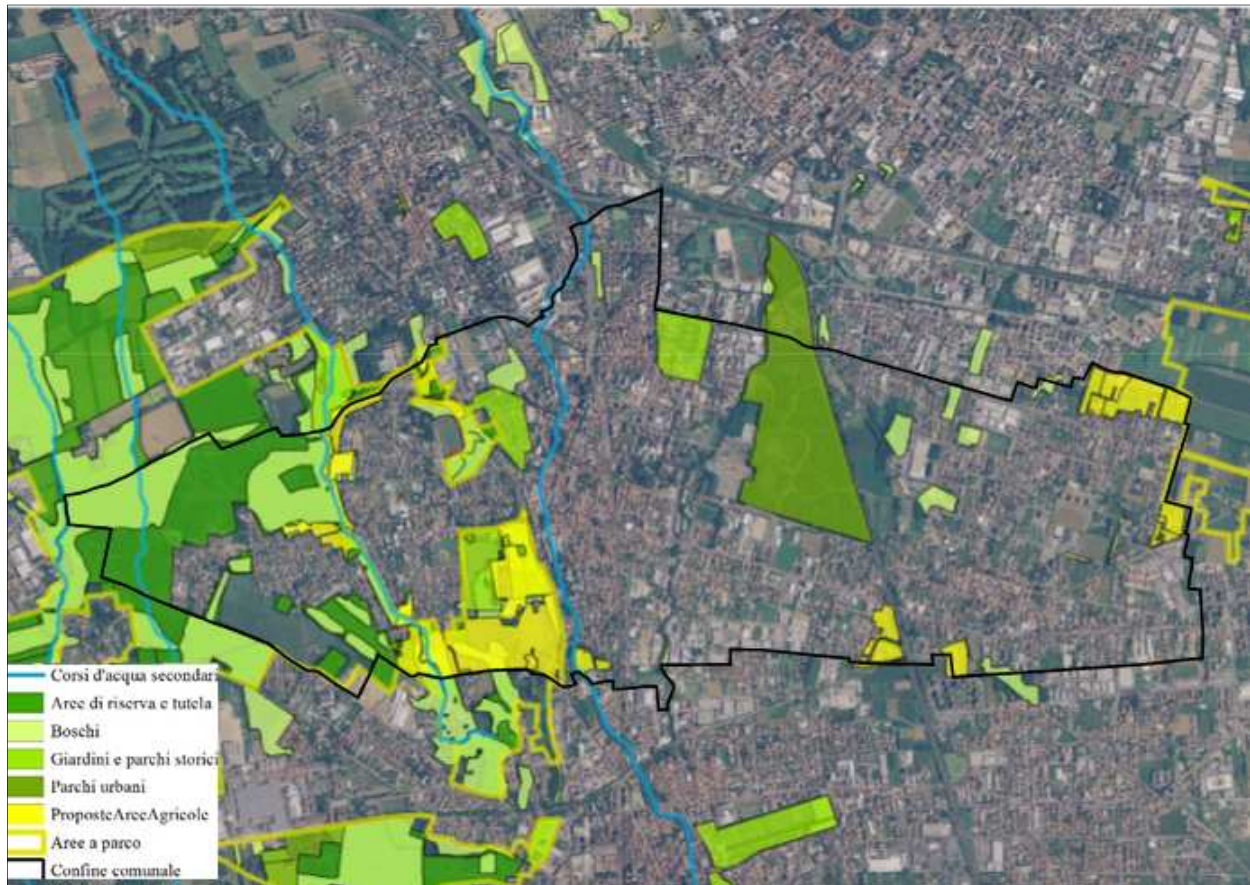 Corsi d'acqua secondari
Aree di riserva e tutela
Boschi
Giardini e parchi storici
Parchi urbani
ProposteAreeAgricole
Aree a parco
Confine comunale